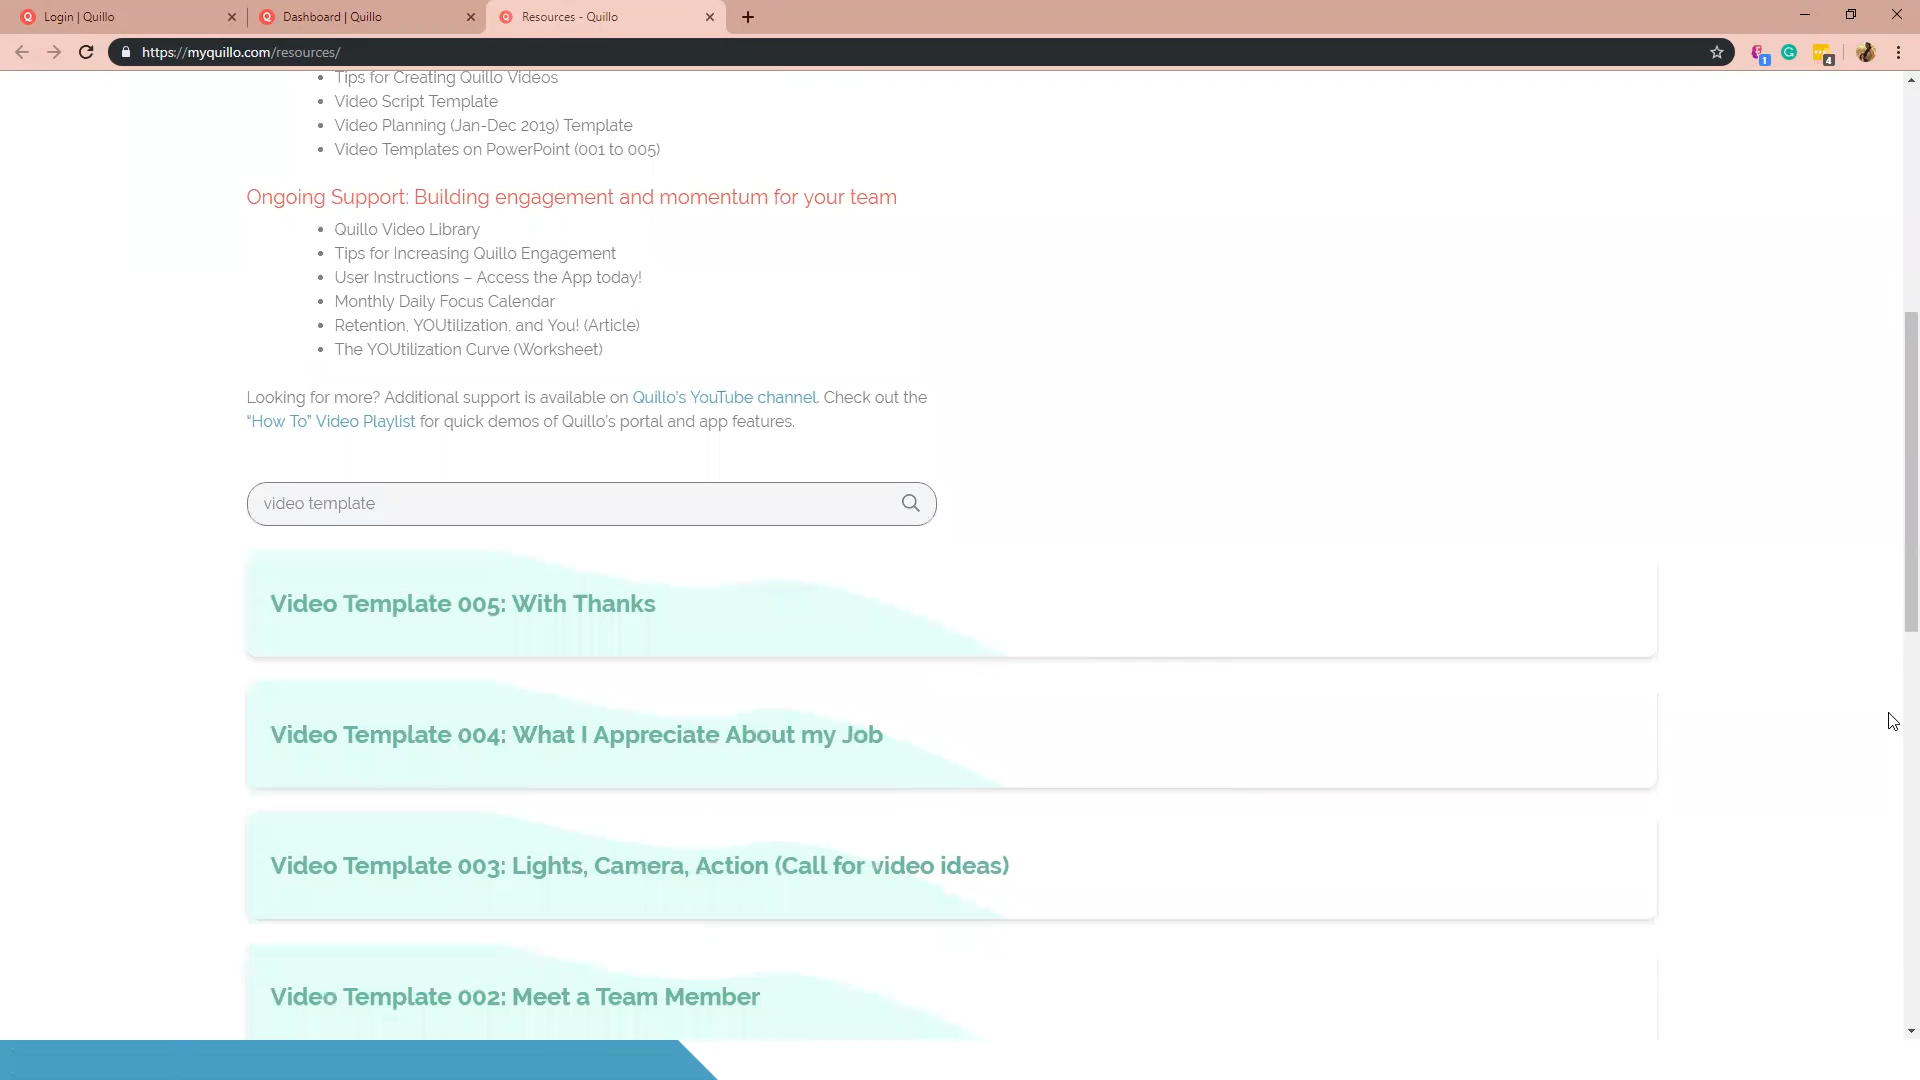 Login | Quillo
Dashboard | Quillo
Resources - Quillo
https://myquillo.com/resources/
1
4
Tips for Creating Quillo Videos
Video Script Template
Video Planning (Jan-Dec 2019) Template
Video Templates on PowerPoint (001 to 005)
Ongoing Support: Building engagement and momentum for your team
Quillo Video Library
Tips for Increasing Quillo Engagement
User Instructions – Access the App today!
Monthly Daily Focus Calendar
Retention, YOUtilization, and You! (Article)
The YOUtilization Curve (Worksheet)
Looking for more? Additional support is available on Quillo's YouTube channel. Check out the
"How To" Video Playlist for quick demos of Quillo's portal and app features.
video template
Video Template 005: With Thanks
Video Template 004: What I Appreciate About my Job
Video Template 003: Lights, Camera, Action (Call for video ideas)
Video Template 002: Meet a Team Member